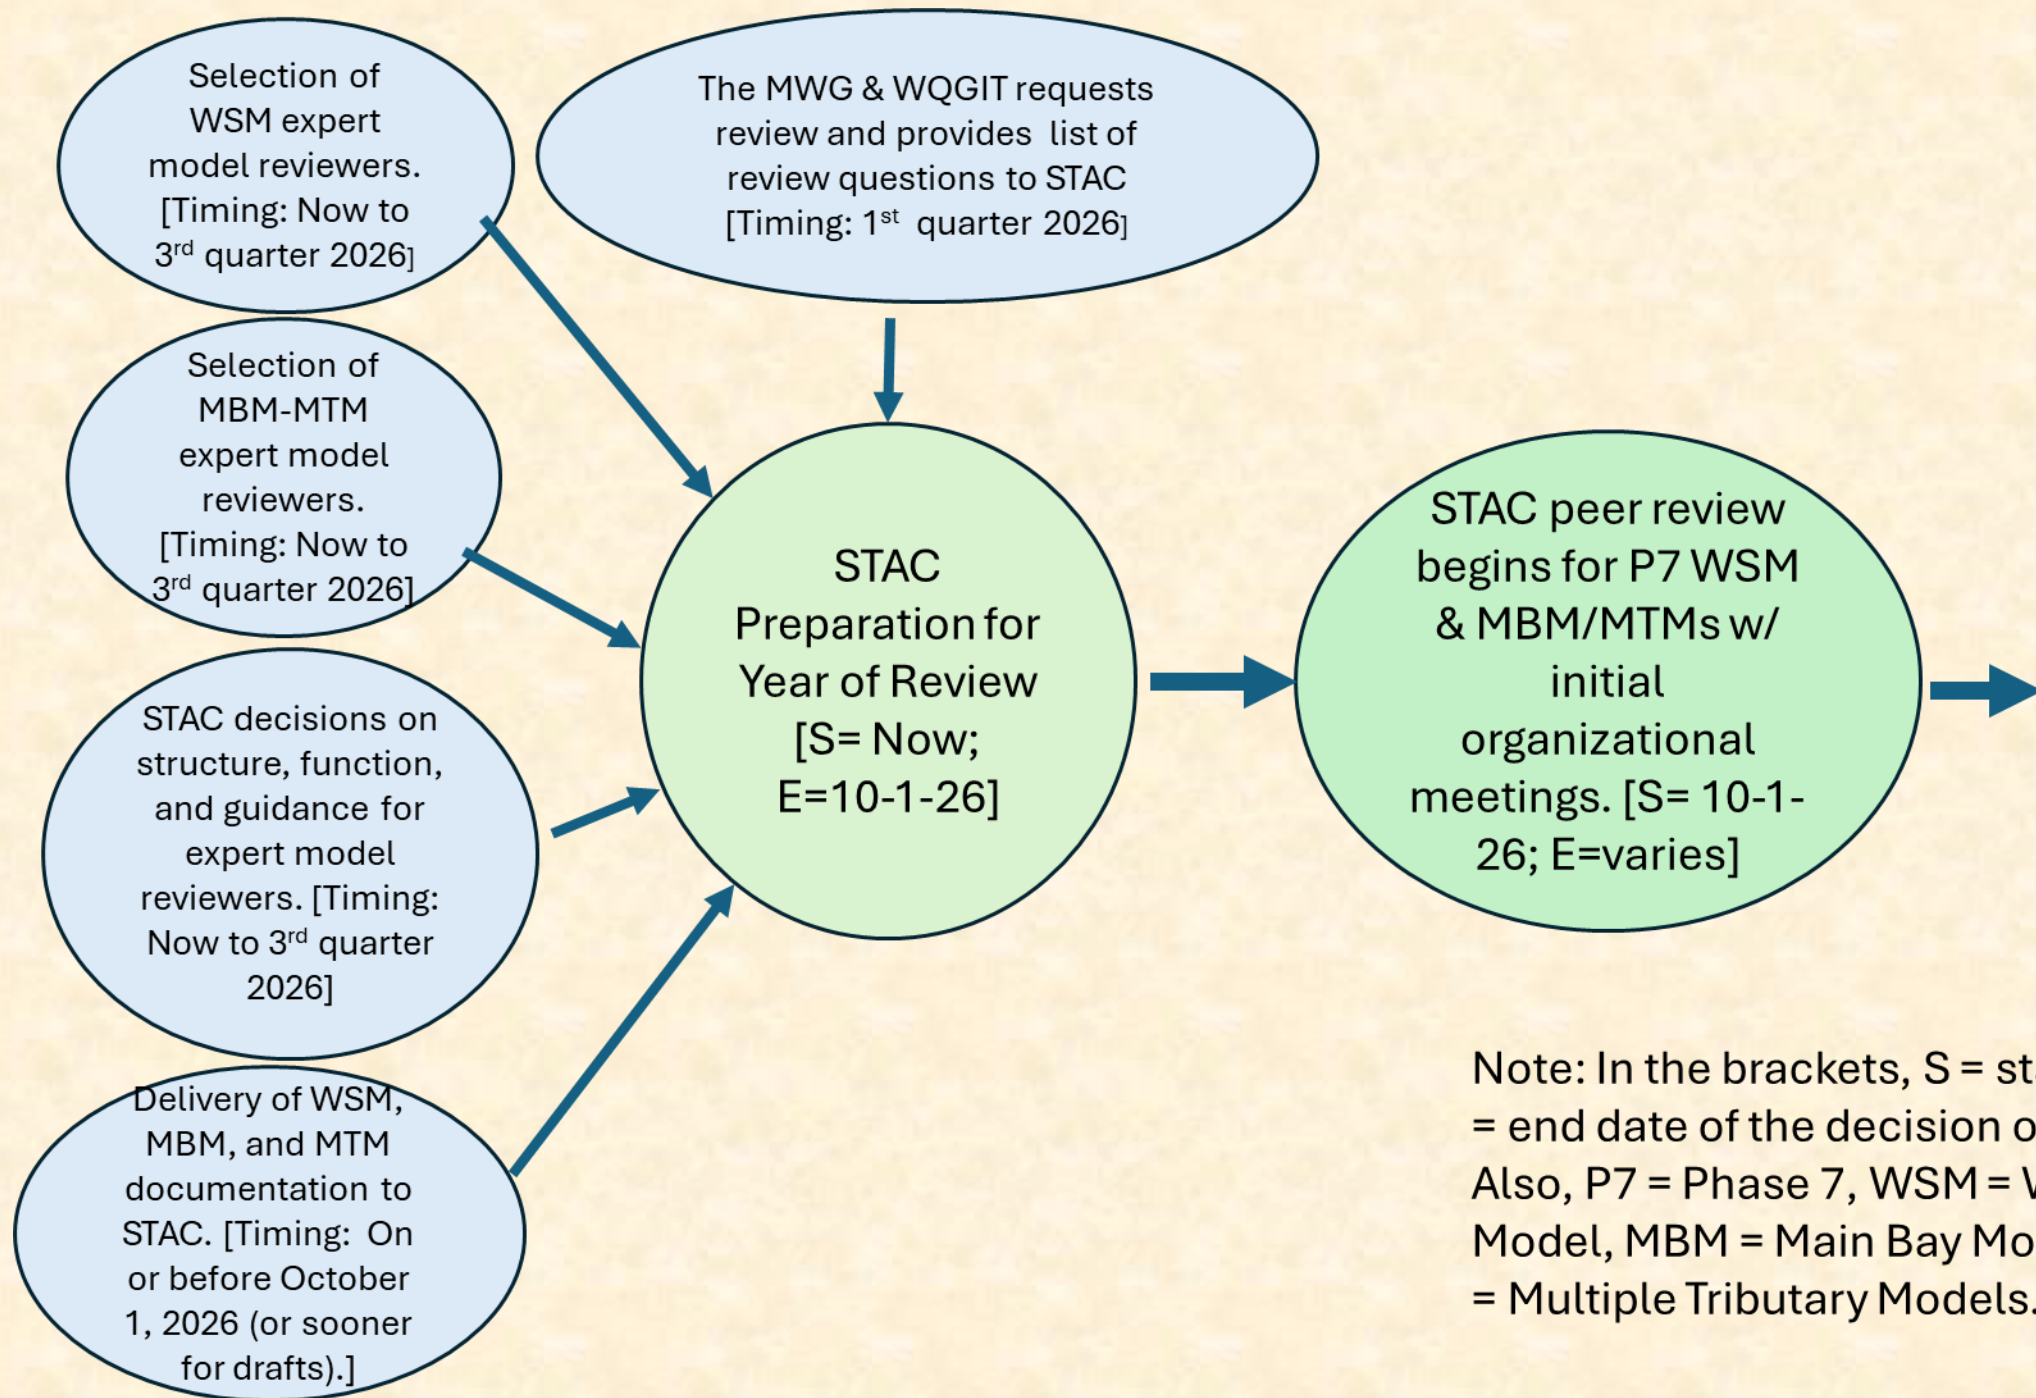 Selection of
WSM expert
model reviewers.
[Timing: Now to
3rd quarter 2026]
The MWG & WQGIT requests
review and provides list of
review questions to STAC
[Timing: 1st quarter 2026]
Selection of
MBM-MTM
expert model
reviewers.
[Timing: Now to
3rd quarter 2026]
STAC decisions on
structure, function,
and guidance for
expert model
reviewers. [Timing:
Now to 3rd quarter
2026]
Delivery of WSM,
MBM, and MTM
documentation to
STAC. [Timing: On
or before October
1, 2026 (or sooner
for drafts).]
STAC
Preparation for
Year of Review
[S= Now;
E=10-1-26]
STAC peer review
begins for P7 WSM
& MBM/MTMs w/
initial
organizational
meetings. [S= 10-1-
26; E=varies]
Note: In the brackets, S =
= end date of the decision
Also, P7 = Phase 7, WSM =
Model, MBM = Main Bay
= Multiple Tributary Models.